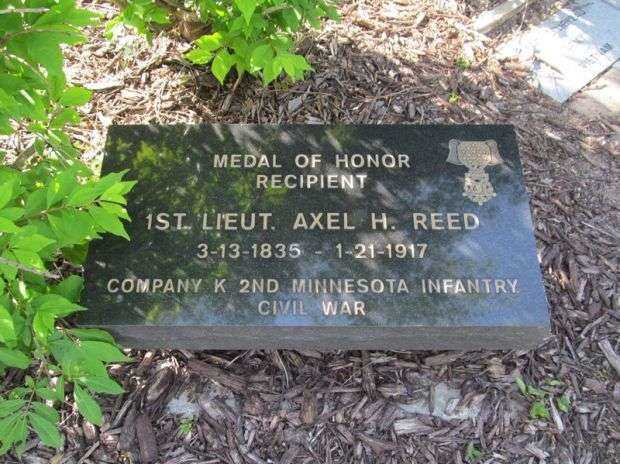 MEDAL OF HONOR
RECIPIENT
1ST. LIEUT. AXEL H. REED
3-13-1835 - 1-21-1917
COMPANY K 2ND MINNESOTA INFANTRY
CIVIL WAR